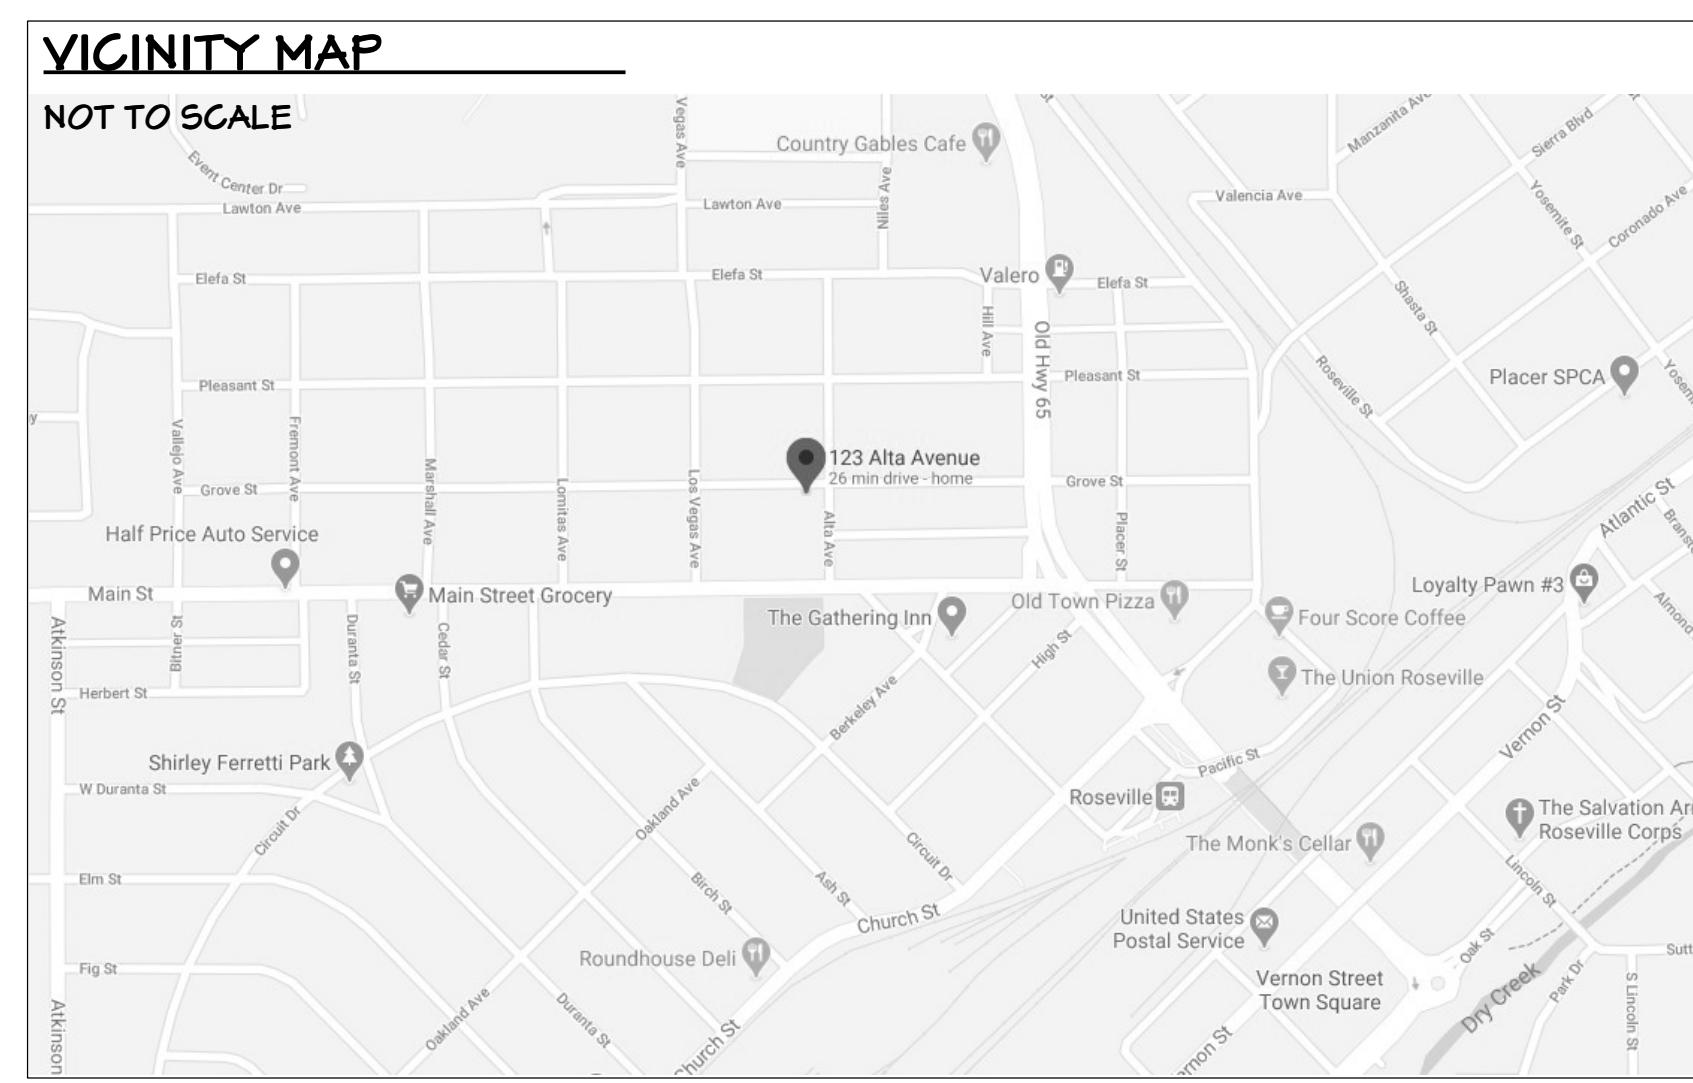 VICINITY MAP
NOT TO SCALE
Vegas Ave
Country Gables Cafe
Manzanita Ave
Sierra Blvd
Event Center Dr
Lawton Ave
Lawton Ave
Niles Ave
Valencia Ave
Yosemite St
Coronado Ave
Elefa St
Elefa St
Valero
Elefa St
Hill Ave
Old Hwy 65
Shasta St
Pleasant St
Pleasant St
Roseville St
Placer SPCA
Vallejo Ave
Fremont Ave
Marshall Ave
Lomitas Ave
Los Vegas Ave
123 Alta Avenue
26 min drive - home
Grove St
Grove St
Alta Ave
Placer St
Atlantic St
Half Price Auto Service
Main St
Main Street Grocery
The Gathering Inn
Old Town Pizza
Four Score Coffee
Loyalty Pawn #3
Atkinson St
Bitner St
Duranta St
Cedar St
High St
The Union Roseville
Herbert St
Berkeley Ave
Vernon St
Shirley Ferretti Park
Pacific St
W Duranta St
Roseville
Oakland Ave
Circuit Dr
Circuit Dr
The Monk's Cellar
The Salvation Ar
Roseville Corps
Elm St
Birch St
Ash St
Church St
Lincoln St
United States
Postal Service
Roundhouse Deli
Oak St
Sutt
Fig St
Vernon Street
Town Square
Dry Creek
Park Dr
S Lincoln St
Atkinson
Oakland Ave
Duranta St
Church St
ernon St